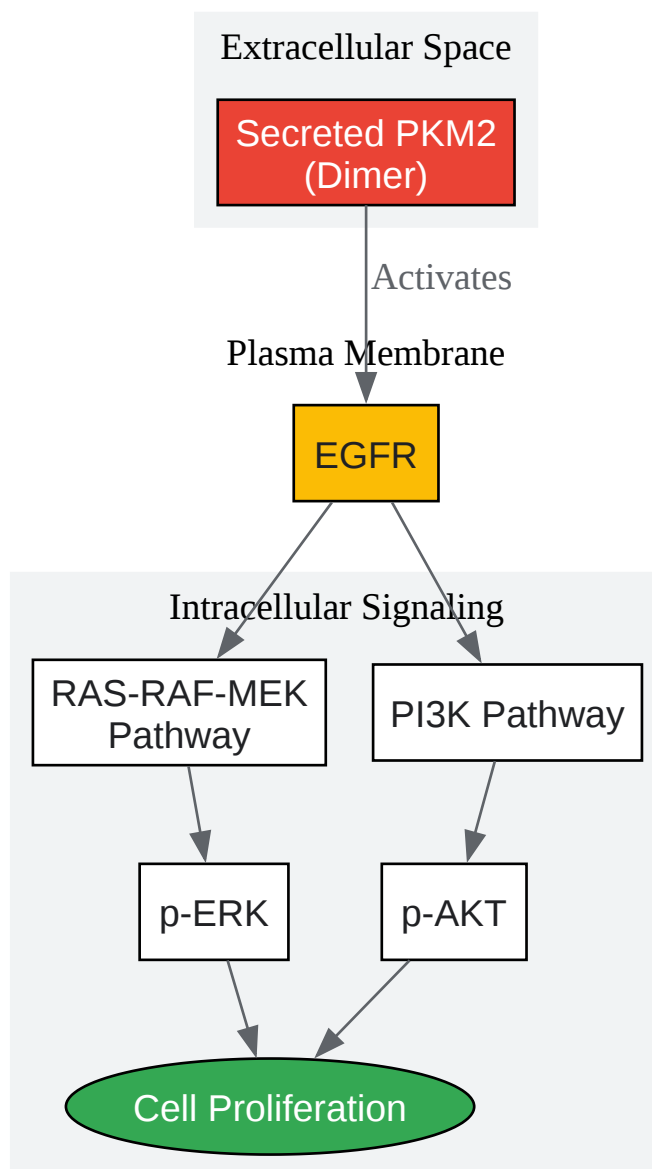 Extracellular Space
Secreted PKM2
(Dimer)
Activates
Plasma Membrane
EGFR
Intracellular Signaling
RAS-RAF-MEK
Pathway
PI3K Pathway
p-ERK
p-AKT
Cell Proliferation